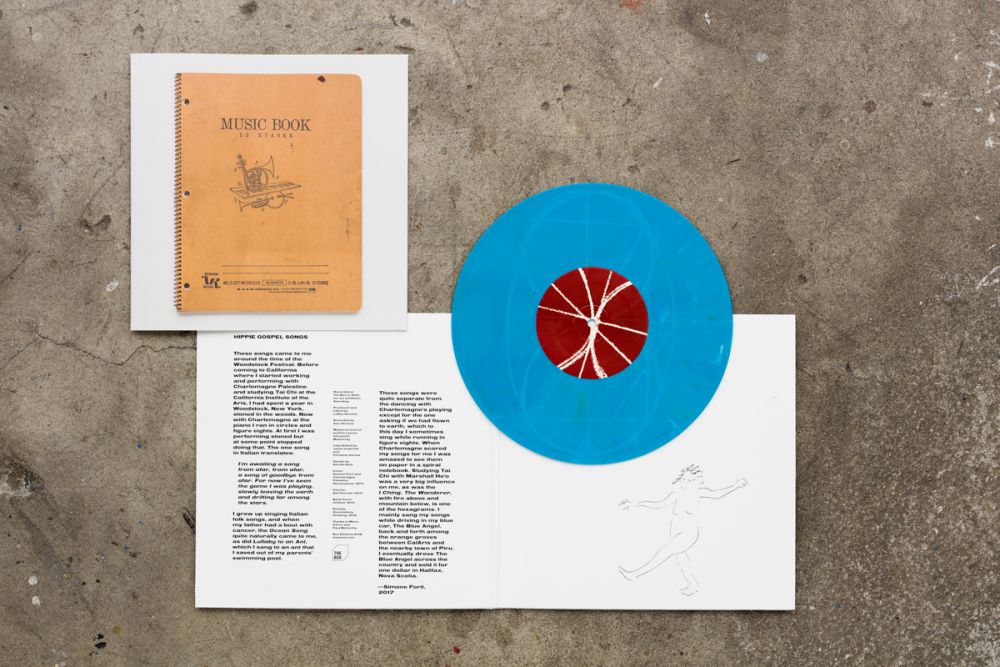 MUSIC BOOK
12 STAVES
HIPPIE GOSPEL SONGS
These songs came to me
around the time of the
Woodstock Festival. Before
coming to California
where I started working
and performing with
Charlemagne Palestine
and studying Tai Chi at the
California Institute of the
Arts, I had spent a year in
Woodstock, New York,
stoned in the woods. Now
with Charlemagne at the
piano I ran in circles and
figure eights. At first I was
performing stoned but
at some point stopped
doing that. The one song
in Italian translates:
I'm awaiting a song
from afar, from afar,
a song of goodbye from
afar. For now I've seen
the game I was playing,
slowly leaving the earth
and drifting far among
the stars.
I grew up singing Italian
folk songs, and when
my father had a bout with
cancer, the Ocean Song
quite naturally came to me,
as did Lullaby to an Ant,
which I sang to an ant that
I saved out of my parents'
swimming pool.
THE
BOX
These songs were
quite separate from
the dancing with
Charlemagne's playing
except for the one
asking if we had flown
to earth, which to
this day I sometimes
sing while running in
figure eights. When
Charlemagne scored
my songs for me I was
amazed to see them
on paper in a spiral
notebook. Studying Tai
Chi with Marshall Ho'o
was a very big influence
on me, as was the
I Ching. The Wanderer,
with fire above and
mountain below, is one
of the hexagrams. I
mainly sang my songs
while driving in my blue
car, The Blue Angel,
back and forth among
the orange groves
between CalArts and
the nearby town of Piru.
I eventually drove The
Blue Angel across the
country and sold it for
one dollar in Halifax,
Nova Scotia.
—Simone Forti,
2017